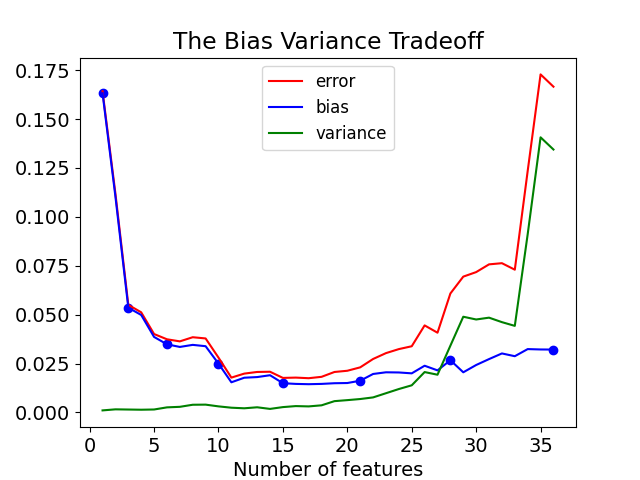 The Bias Variance Tradeoff
error
bias
variance
0.175
0.150
0.125
0.100
0.075
0.050
0.025
0.000
0 5 10 15 20 25 30 35
Number of features